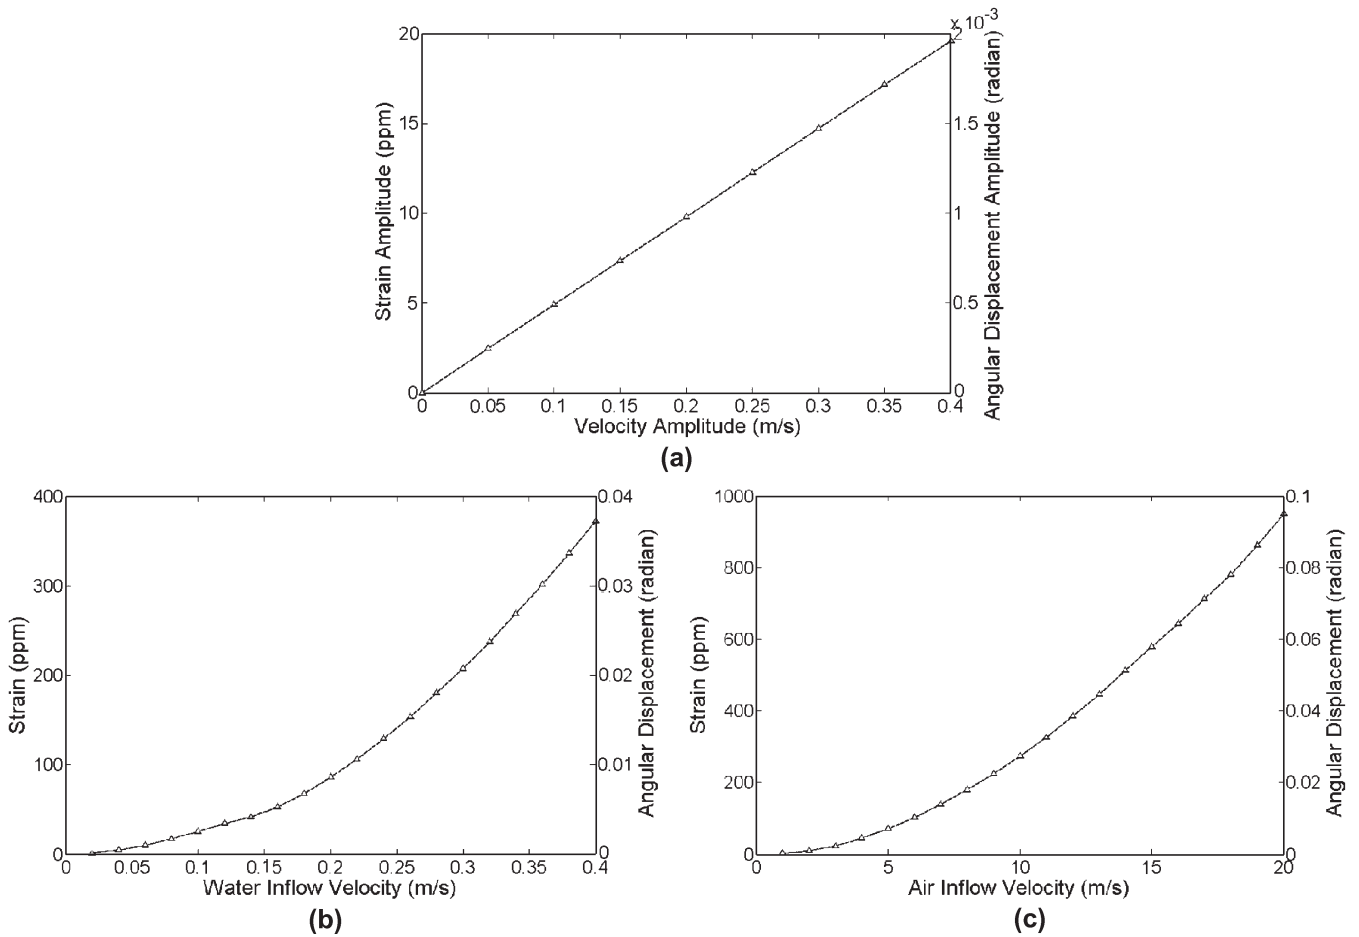 x 10-3
20
15
10
5
0
Strain Amplitude (ppm)
2
1.5
1
0.5
0
Angular Displacement Amplitude (radian)
0 0.05 0.1 0.15 0.2 0.25 0.3 0.35 0.4
Velocity Amplitude (m/s)
(a)
400
300
200
100
0
Strain (ppm)
0.04
0.03
0.02
0.01
0
Angular Displacement (radian)
0 0.05 0.1 0.15 0.2 0.25 0.3 0.35 0.4
Water Inflow Velocity (m/s)
(b)
1000
800
600
400
200
0
Strain (ppm)
0.1
0.08
0.06
0.04
0.02
0
Angular Displacement (radian)
0 5 10 15 20
Air Inflow Velocity (m/s)
(c)